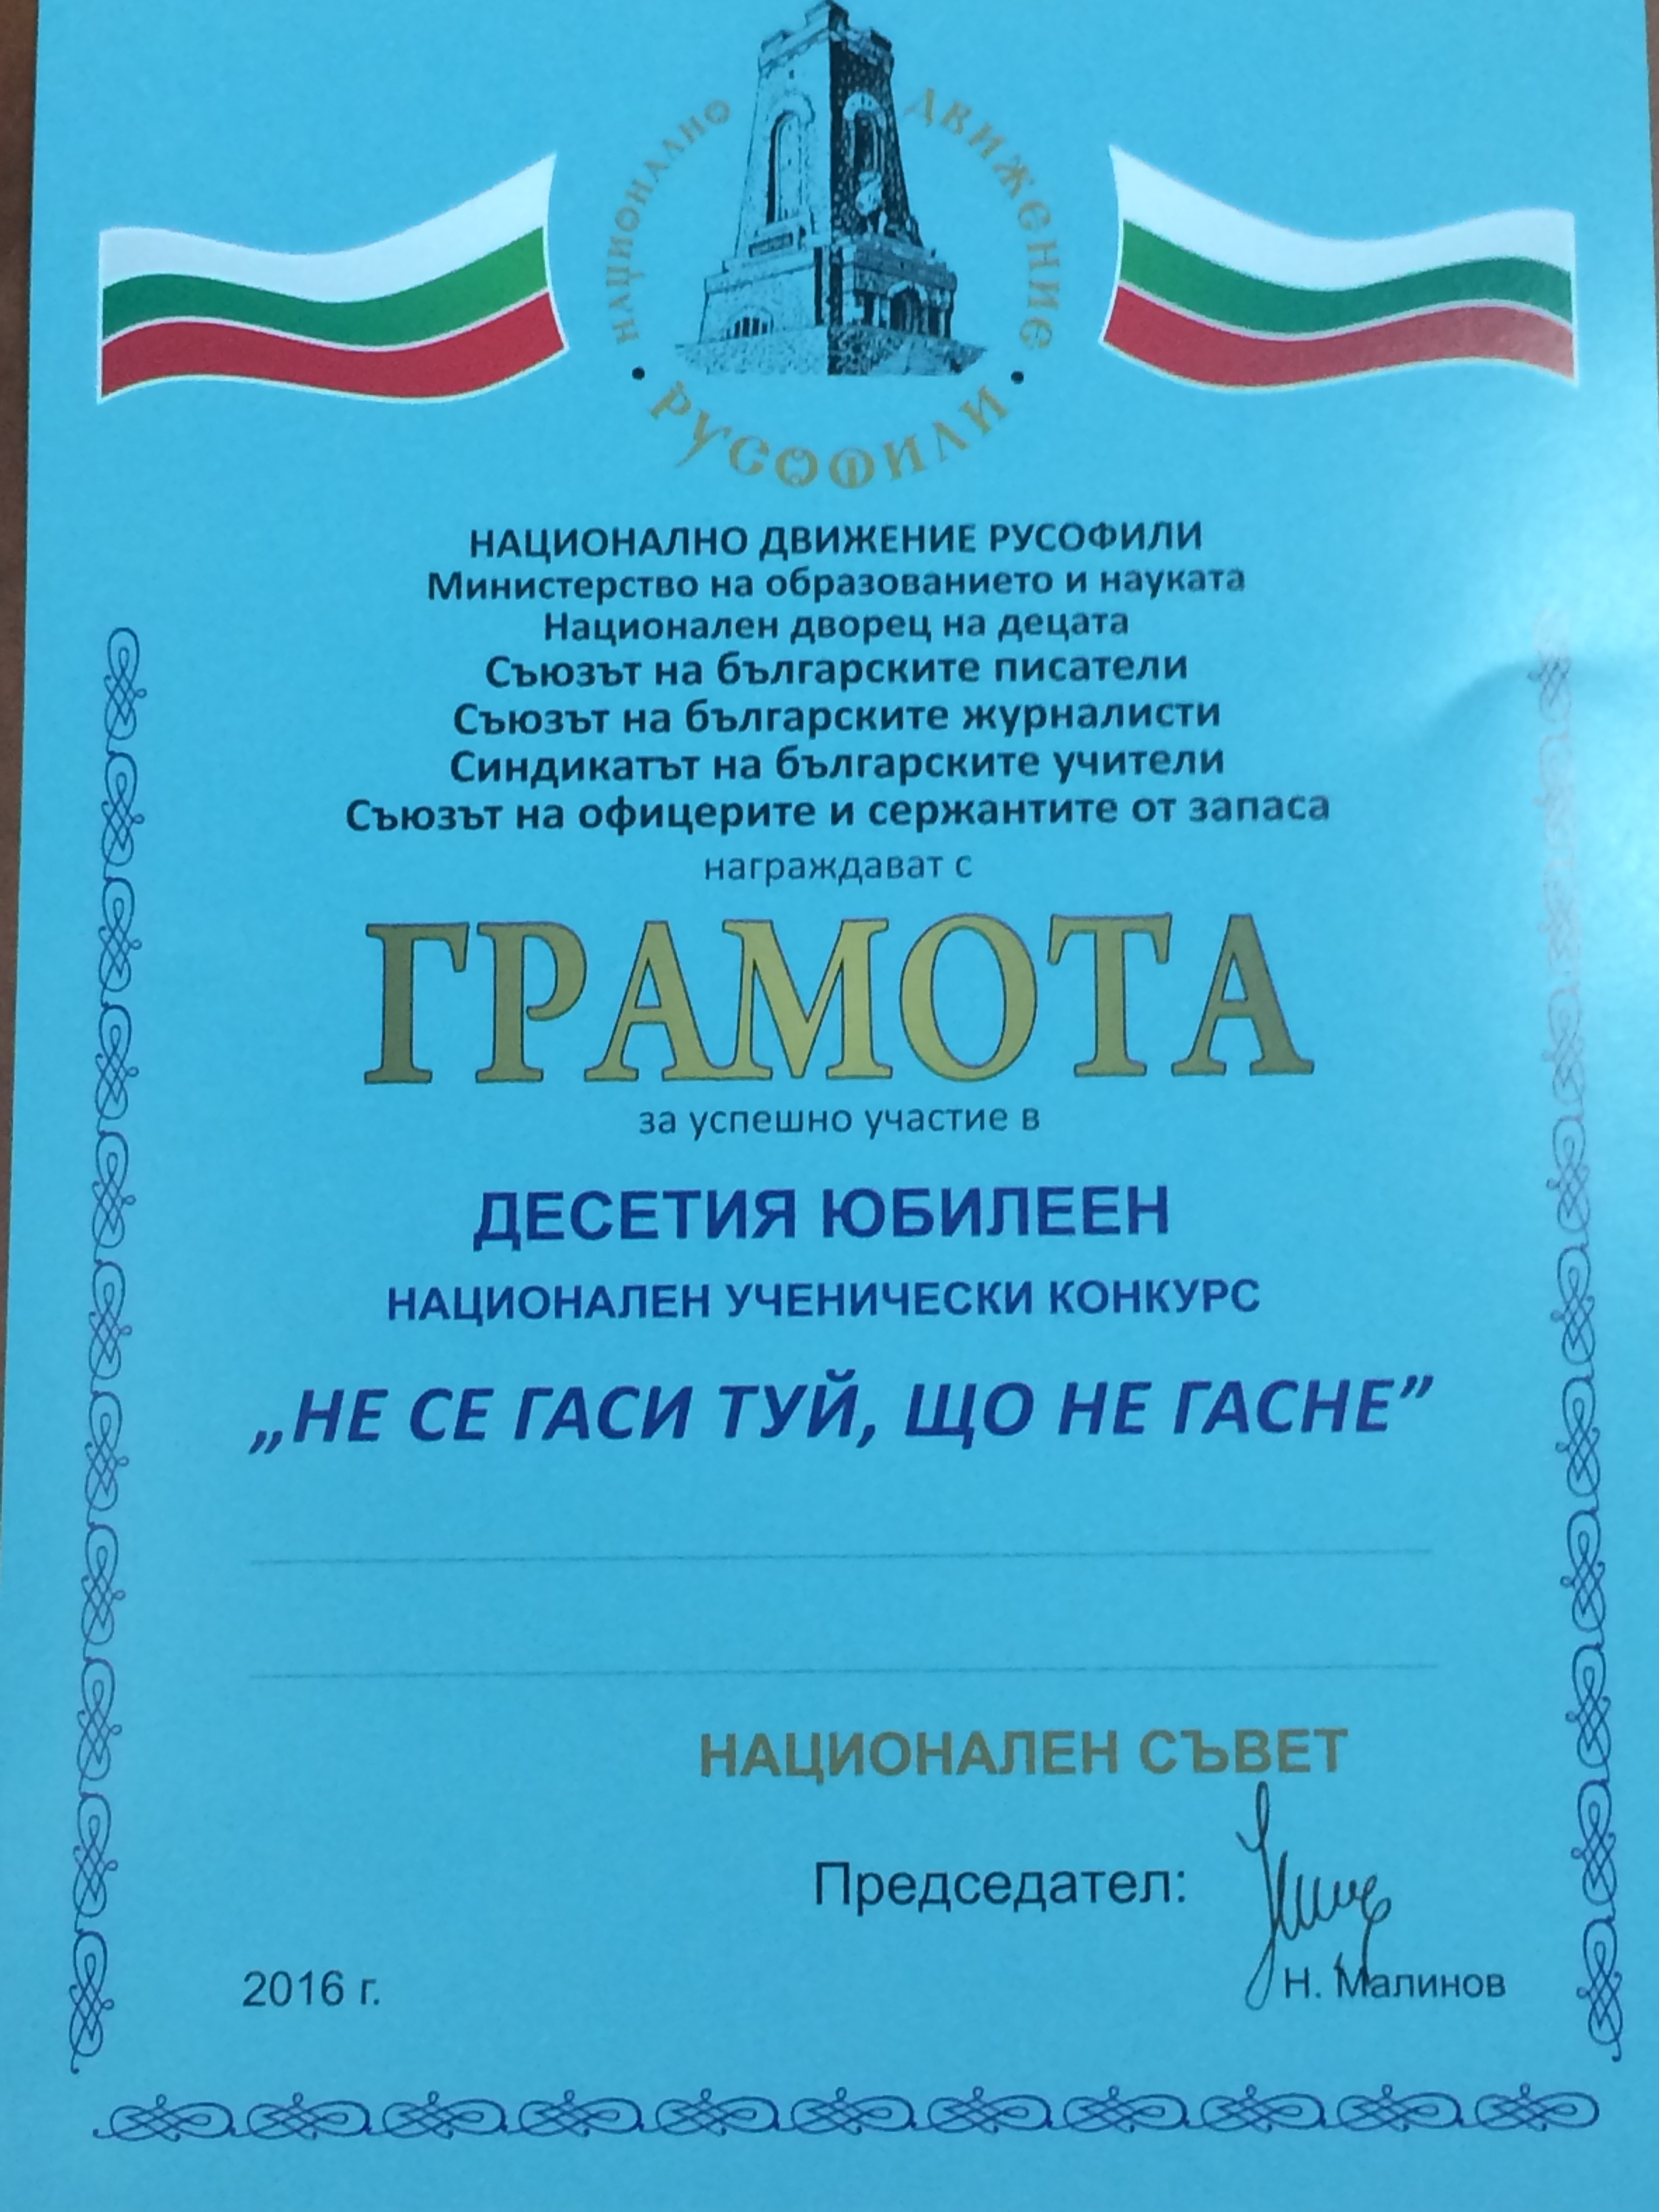 НАЦИОНАЛНО ДВИЖЕНИЕ
• РУСОФИЛИ •
НАЦИОНАЛНО ДВИЖЕНИЕ РУСОФИЛИ
Министерство на образованието и науката
Национален дворец на децата
Съюзът на българските писатели
Съюзът на българските журналисти
Синдикатът на българските учители
Съюзът на офицерите и сержантите от запаса
награждават с
ГРАМОТА
за успешно участие в
ДЕСЕТИЯ ЮБИЛЕЕН
НАЦИОНАЛЕН УЧЕНИЧЕСКИ КОНКУРС
„НЕ СЕ ГАСИ ТУЙ, ЩО НЕ ГАСНЕ”
НАЦИОНАЛЕН СЪВЕТ
Председател:
Н. Малинов
2016 г.